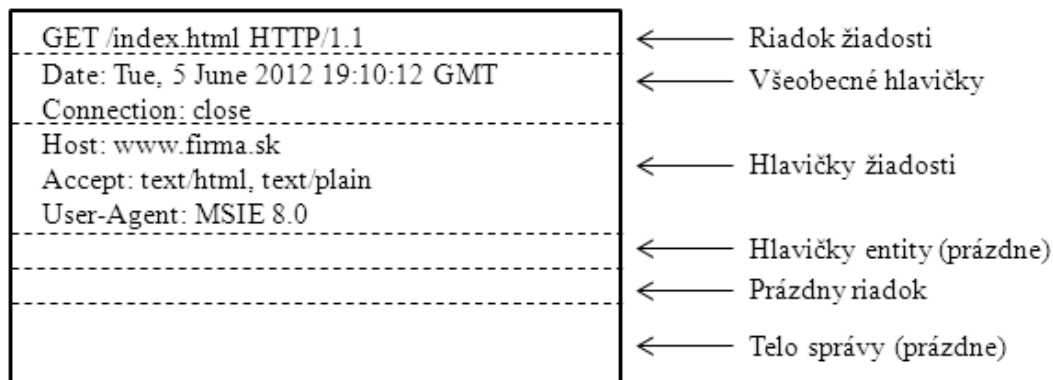 GET /index.html HTTP/1.1
Riadok žiadosti
Date: Tue, 5 June 2012 19:10:12 GMT
Všeobecné hlavičky
Connection: close
Host: www.firma.sk
Accept: text/html, text/plain
Hlavičky žiadosti
User-Agent: MSIE 8.0
Hlavičky entity (prázdne)
Prázdny riadok
Telo správy (prázdne)